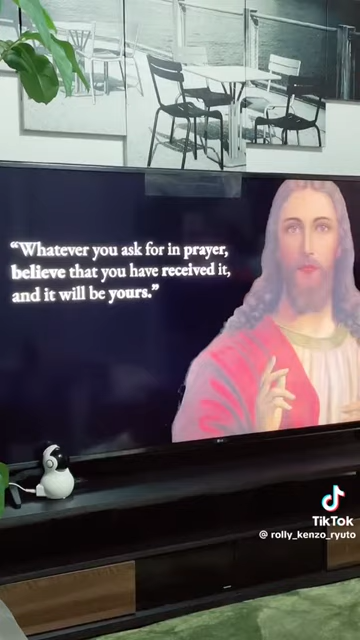 “Whatever you ask for in prayer,
believe that you have received it,
and it will be yours.”
TikTok
@ rolly_kenzo_ryuto